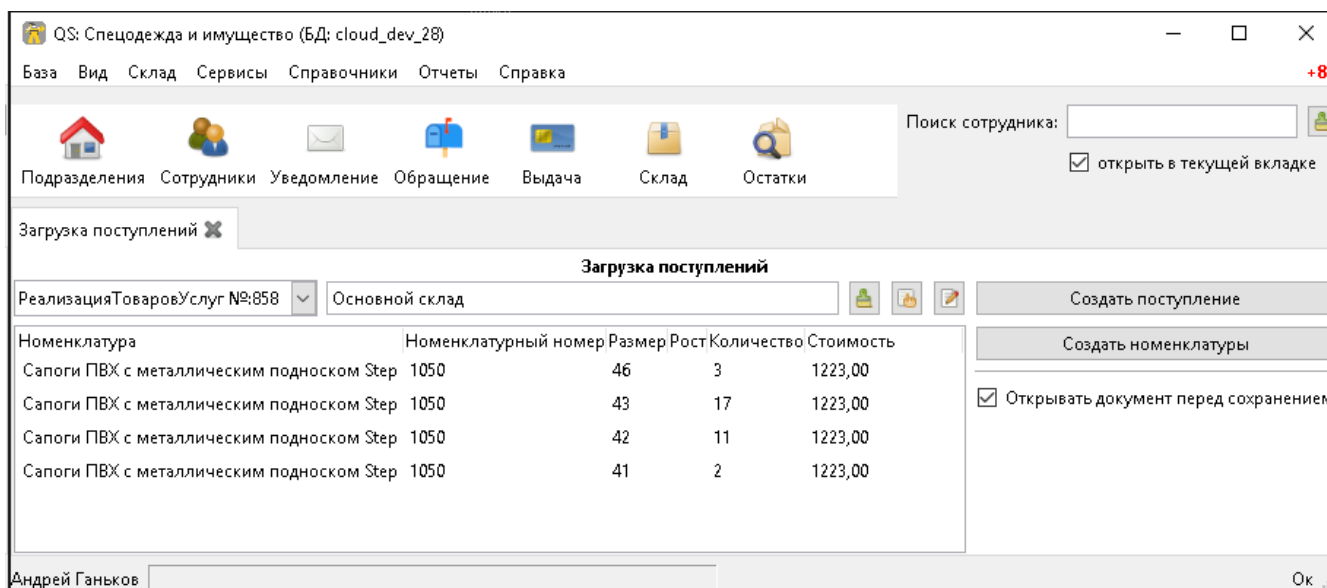 QS: Спецодежда и имущество (БД: cloud_dev_28)
База Вид Склад Сервисы Справочники Отчеты Справка +8
Поиск сотрудника:
открыть в текущей вкладке
Подразделения Сотрудники Уведомление Обращение Выдача Склад Остатки
Загрузка поступлений
Загрузка поступлений
РеализацияТоваровУслуг №:858 Основной склад Создать поступление
Номенклатура Номенклатурный номер Размер Рост Количество Стоимость Создать номенклатуры
Сапоги ПВХ с металлическим подноском Step 1050 46 3 1223,00
Сапоги ПВХ с металлическим подноском Step 1050 43 17 1223,00 Открывать документ перед сохранением
Сапоги ПВХ с металлическим подноском Step 1050 42 11 1223,00
Сапоги ПВХ с металлическим подноском Step 1050 41 2 1223,00
Андрей Ганьков Ок